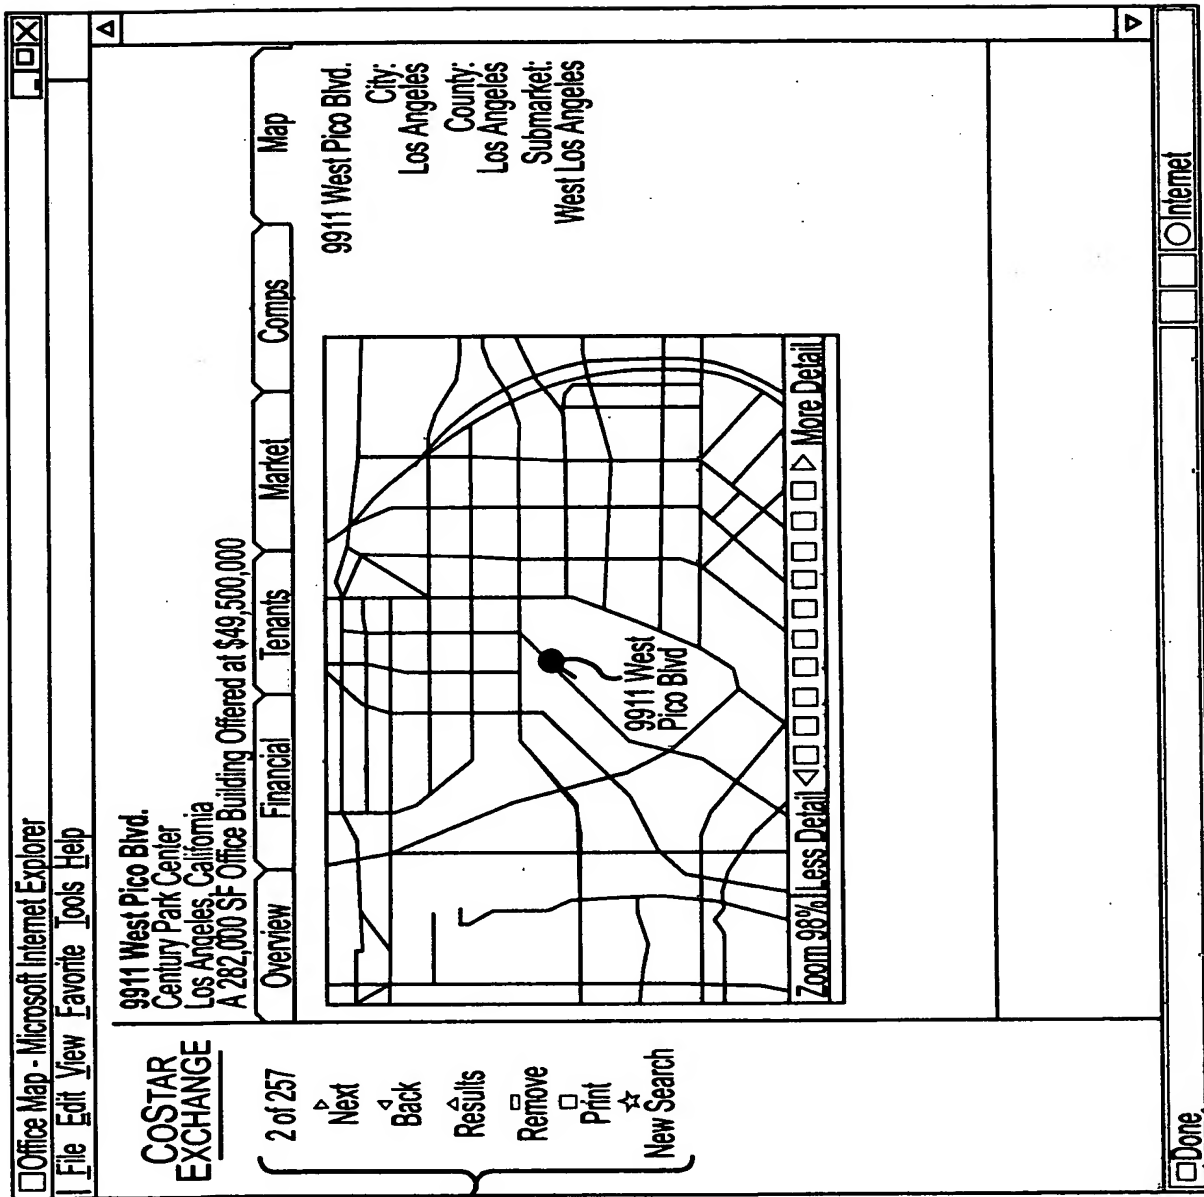 Office Map - Microsoft Internet Explorer
File Edit View Favorite Tools Help
COSTAR
EXCHANGE
2 of 257
Next
Back
Results
Remove
Print
New Search
9911 West Pico Blvd.
Century Park Center
Los Angeles, California
A 282,000 SF Office Building Offered at $49,500,000
Overview Financial Tenants Market Comps Map
9911 West
Pico Blvd
Zoom 98% Less Detail More Detail
9911 West Pico Blvd.
City:
Los Angeles
County:
Los Angeles
Submarket:
West Los Angeles
Done
Internet